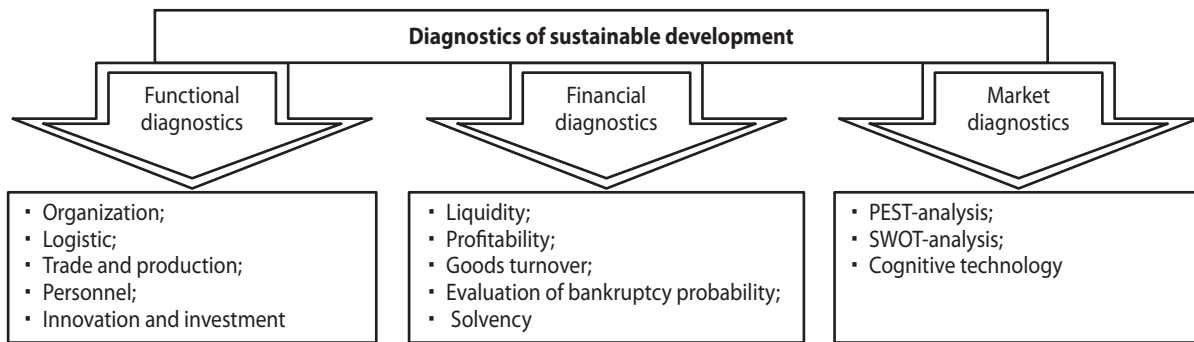 Diagnostics of sustainable development
Functional
diagnostics
Financial
diagnostics
Market
diagnostics
▪ Organization;
▪ Logistic;
▪ Trade and production;
▪ Personnel;
▪ Innovation and investment
▪ Liquidity;
▪ Profitability;
▪ Goods turnover;
▪ Evaluation of bankruptcy probability;
▪ Solvency
▪ PEST-analysis;
▪ SWOT-analysis;
▪ Cognitive technology